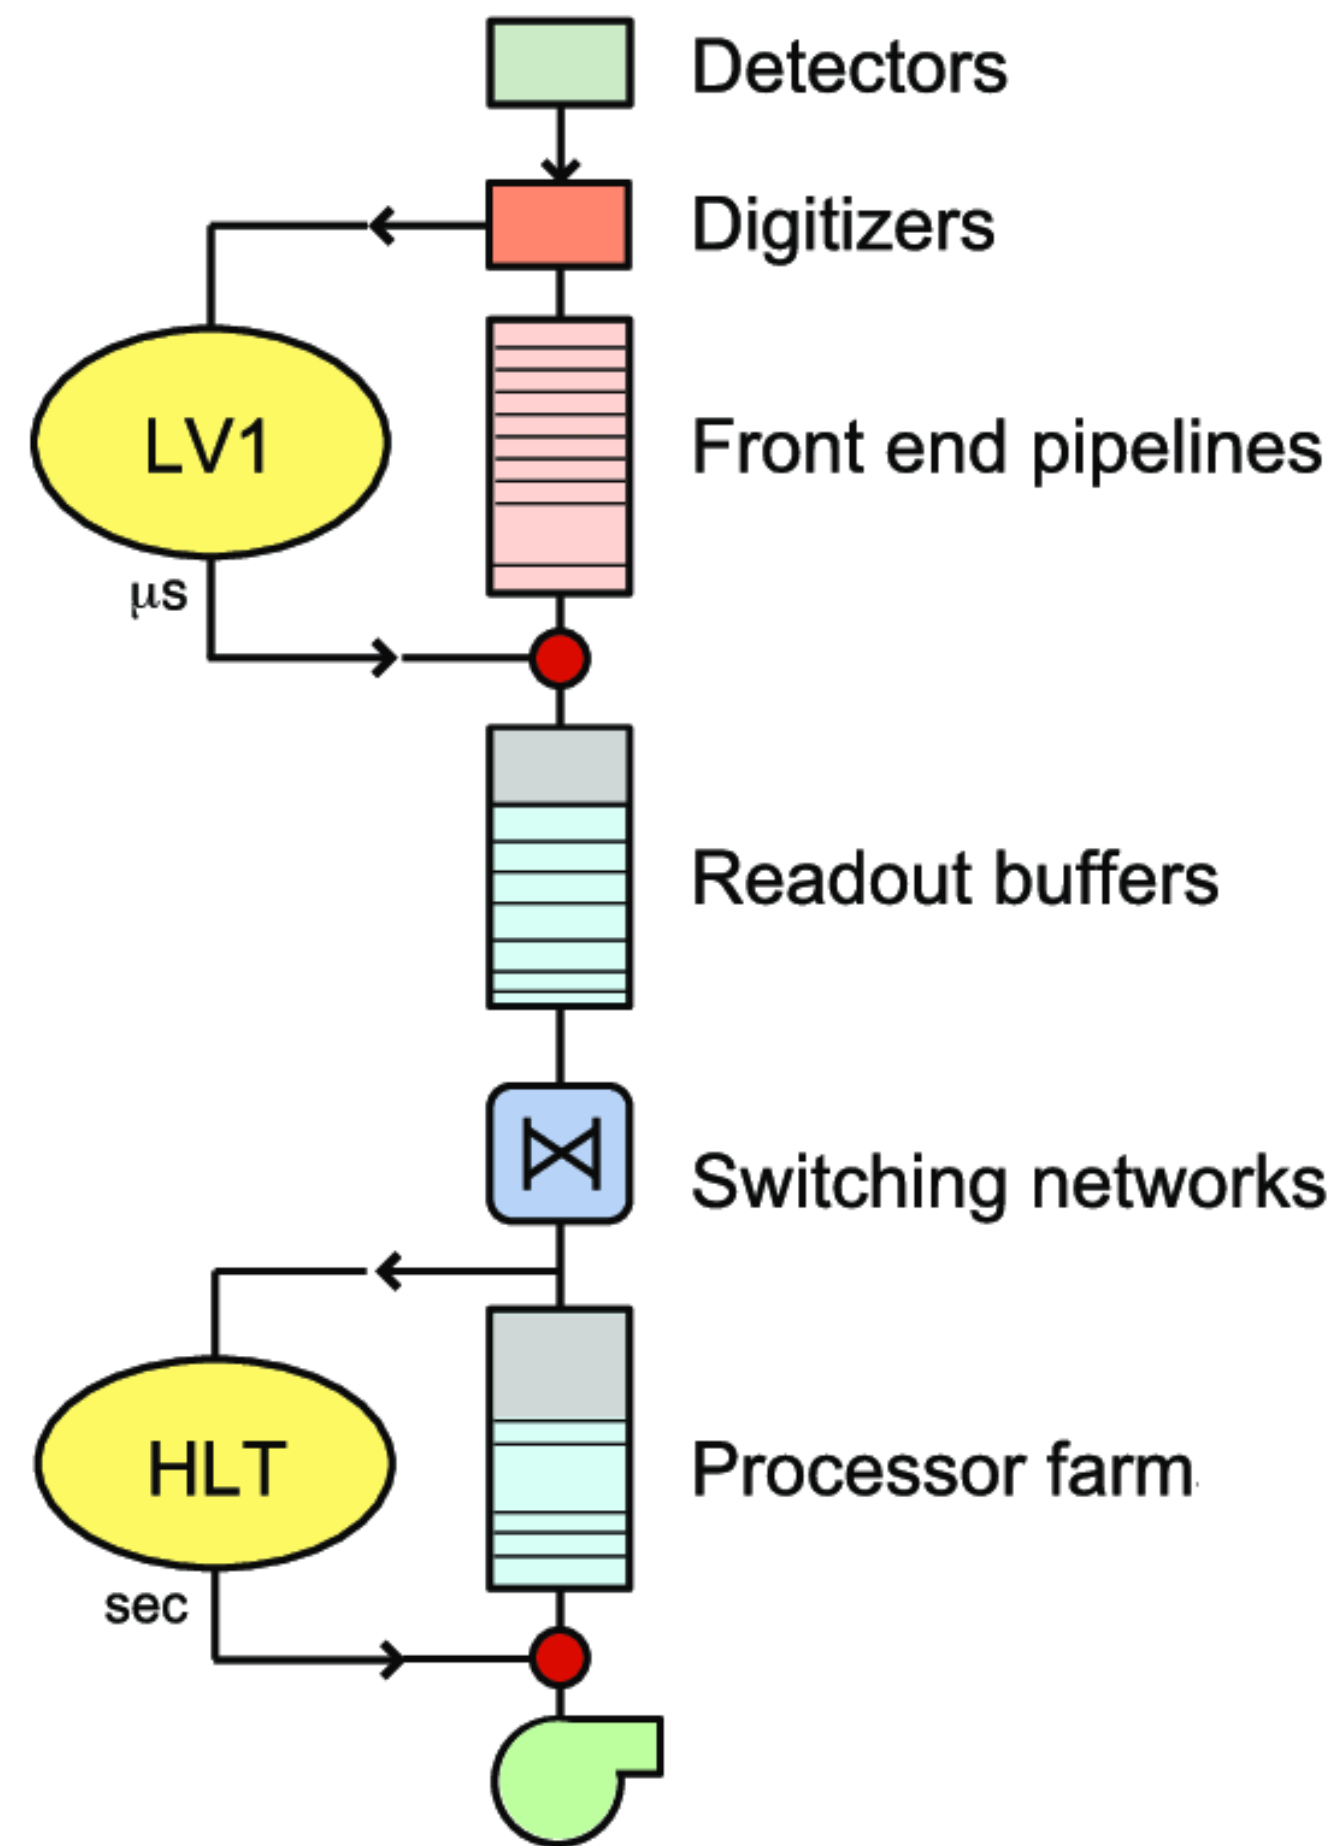 Detectors
Digitizers
LV1
Front end pipelines
μs
Readout buffers
Switching networks
HLT
Processor farm
sec